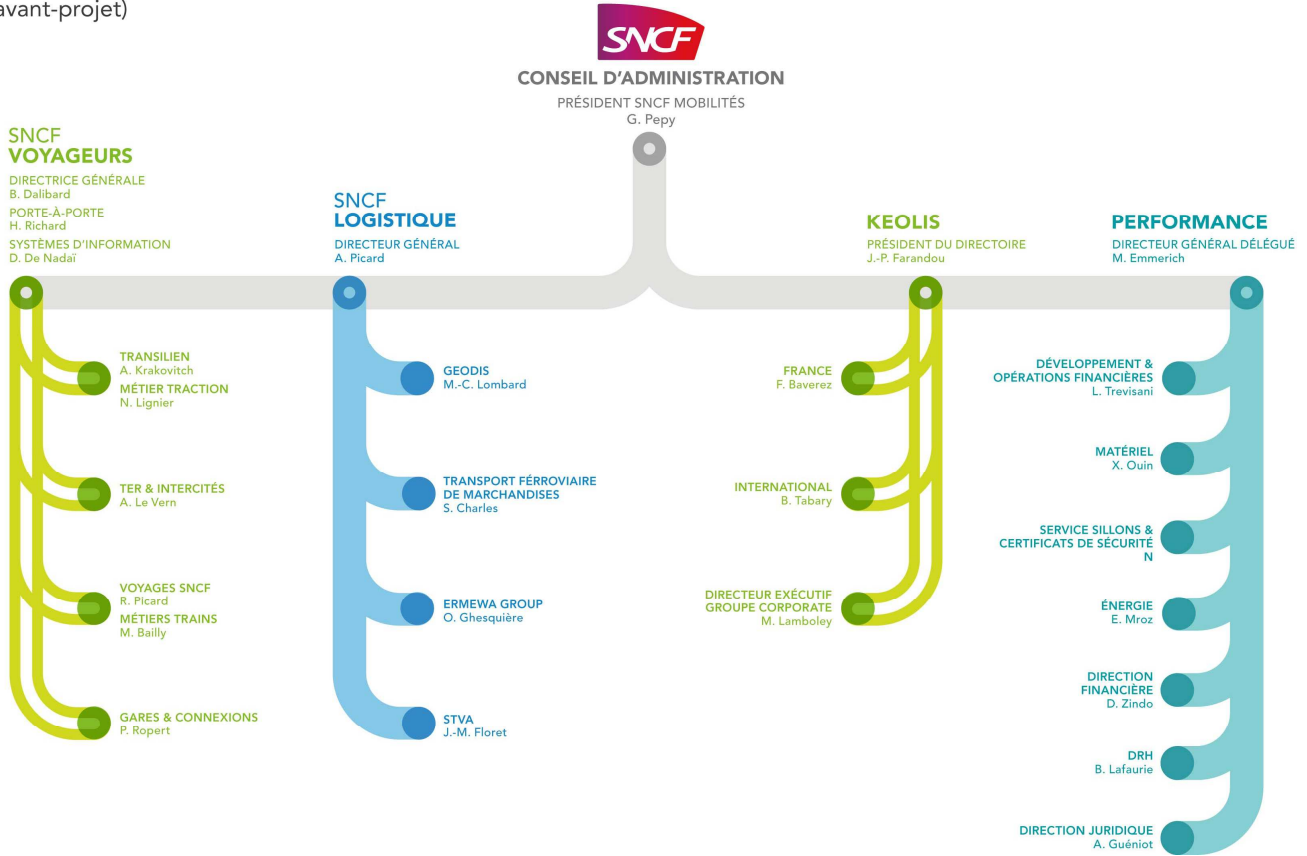 avant-projet)
SNCF
CONSEIL D'ADMINISTRATION
PRÉSIDENT SNCF MOBILITÉS
G. Pepy
SNCF
VOYAGEURS
DIRECTRICE GÉNÉRALE
B. Dalibard
PORTE-À-PORTE
H. Richard
SYSTÈMES D'INFORMATION
D. De Nadaï
TRANSILIEN
A. Krakovitch
MÉTIER TRACTION
N. Lignier
TER & INTERCITÉS
A. Le Vern
VOYAGES SNCF
R. Picard
MÉTIERS TRAINS
M. Bailly
GARES & CONNEXIONS
P. Ropert
SNCF
LOGISTIQUE
DIRECTEUR GÉNÉRAL
A. Picard
GEODIS
M.-C. Lombard
TRANSPORT FÉRROVIAIRE
DE MARCHANDISES
S. Charles
ERMEWA GROUP
O. Ghesquière
STVA
J.-M. Floret
KEOLIS
PRÉSIDENT DU DIRECTOIRE
J.-P. Farandou
FRANCE
F. Baverez
INTERNATIONAL
B. Tabary
DIRECTEUR EXÉCUTIF
GROUPE CORPORATE
M. Lamboley
PERFORMANCE
DIRECTEUR GÉNÉRAL DÉLÉGUÉ
M. Emmerich
DÉVELOPPEMENT &
OPÉRATIONS FINANCIÈRES
L. Trevisani
MATÉRIEL
X. Ouin
SERVICE SILLONS &
CERTIFICATS DE SÉCURITÉ
N
ÉNERGIE
E. Mroz
DIRECTION
FINANCIÈRE
D. Zindo
DRH
B. Lafaurie
DIRECTION JURIDIQUE
A. Guéniot